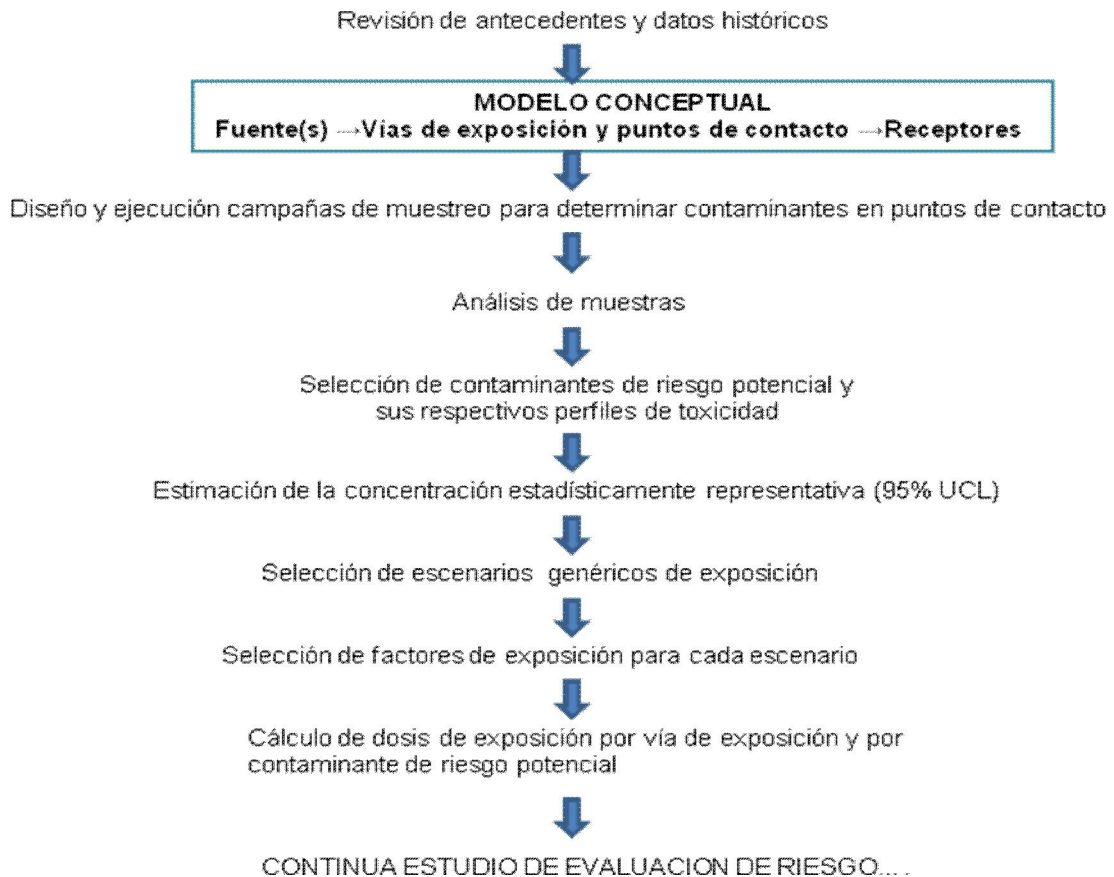 Revisión de antecedentes y datos históricos
MODELO CONCEPTUAL
Fuente(s) →Vías de exposición y puntos de contacto →Receptores
Diseño y ejecución campañas de muestreo para determinar contaminantes en puntos de contacto
Análisis de muestras
Selección de contaminantes de riesgo potencial y
sus respectivos perfiles de toxicidad
Estimación de la concentración estadísticamente representativa (95% UCL)
Selección de escenarios genéricos de exposición
Selección de factores de exposición para cada escenario
Cálculo de dosis de exposición por vía de exposición y por
contaminante de riesgo potencial
CONTINUA ESTUDIO DE EVALUACION DE RIESGO....